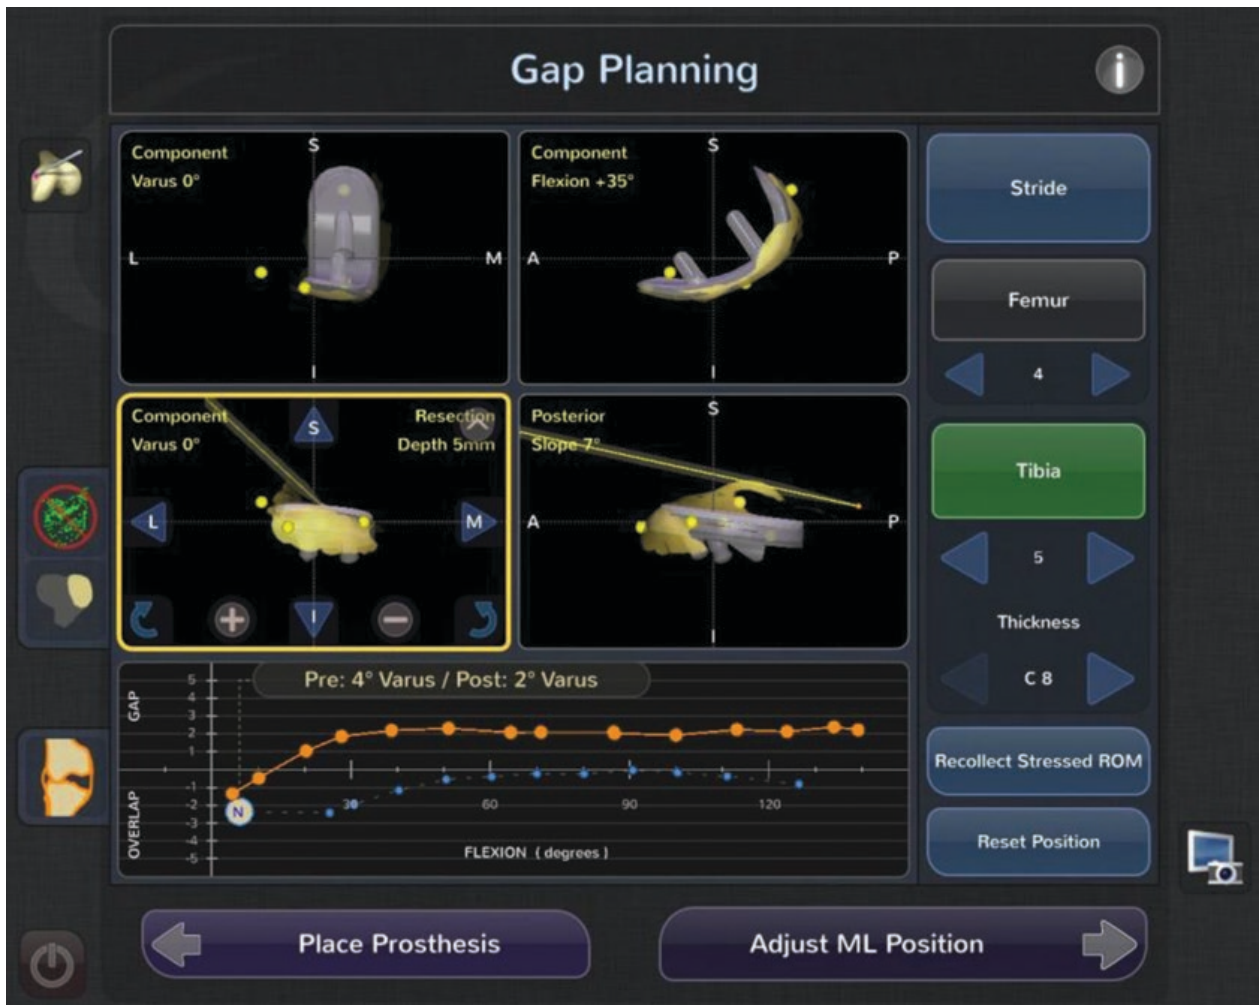 Gap Planning
i
Component
Varus 0°
S
L
M
I
Component
Flexion +35°
S
A
P
I
Stride
Femur
4
Component
Varus 0°
Resection
Depth 5mm
S
L
M
I
Posterior
Slope 7°
S
A
P
I
Tibia
5
Thickness
C 8
Pre: 4° Varus / Post: 2° Varus
GAP
OVERLAP
5
4
3
2
1
-1
-2
-3
-4
-5
N
30
60
90
120
FLEXION ( degrees )
Recollect Stressed ROM
Reset Position
Place Prosthesis
Adjust ML Position